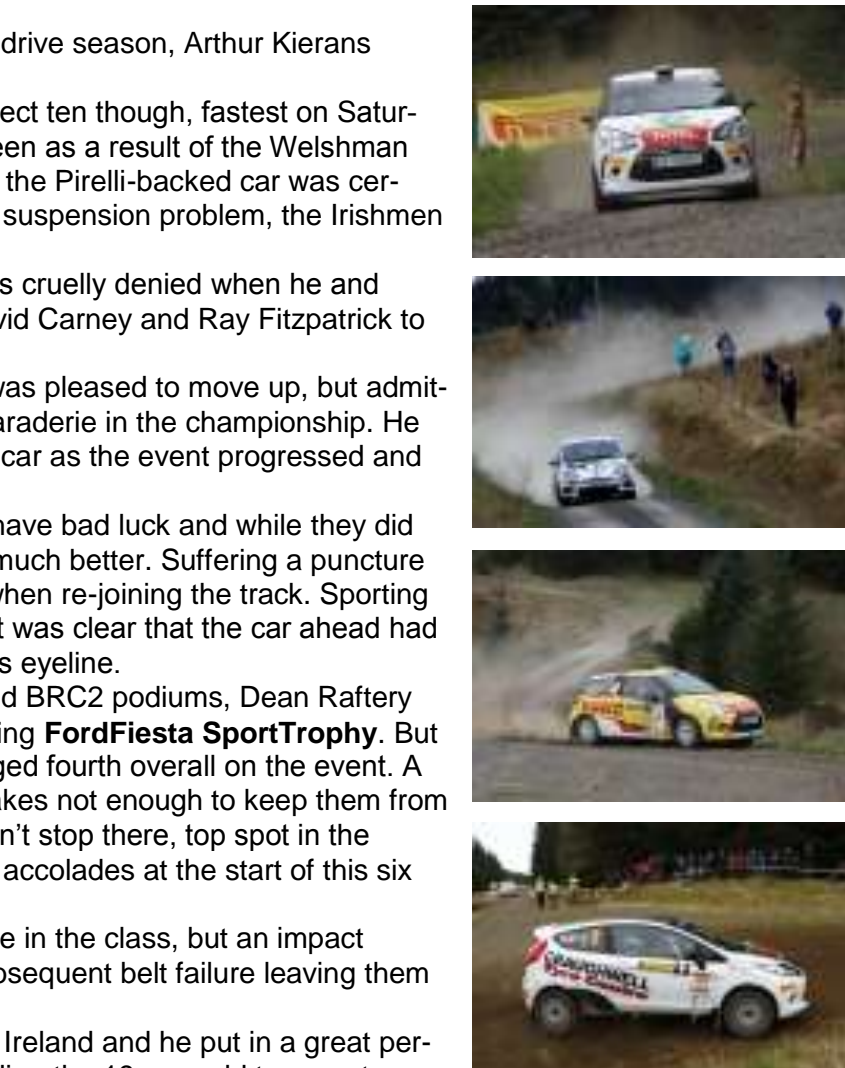 drive season, Arthur Kierans
ect ten though, fastest on Satur-
een as a result of the Welshman
the Pirelli-backed car was cer-
suspension problem, the Irishmen
s cruelly denied when he and
vid Carney and Ray Fitzpatrick to
was pleased to move up, but admit-
araderie in the championship. He
car as the event progressed and
have bad luck and while they did
much better. Suffering a puncture
when re-joining the track. Sporting
t was clear that the car ahead had
s eyeline.
d BRC2 podiums, Dean Raftery
ing FordFiesta SportTrophy. But
ged fourth overall on the event. A
akes not enough to keep them from
n't stop there, top spot in the
accolades at the start of this six
e in the class, but an impact
bsequent belt failure leaving them
Ireland and he put in a great per-
CRAUGHWELL